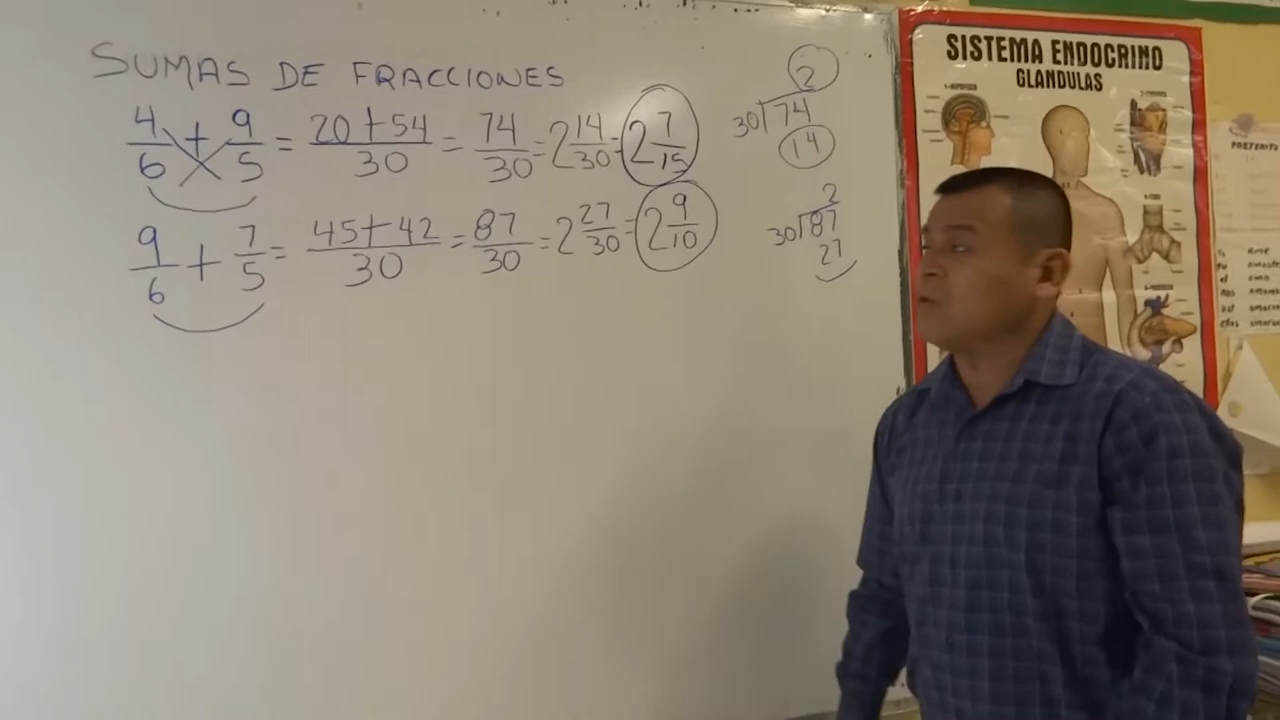 SUMAS DE FRACCIONES
4/6 + 9/5 = 20+54/30 = 74/30 = 2 14/30 = 2 7/15
9/6 + 7/5 = 45+42/30 = 87/30 = 2 27/30 = 2 9/10
2
30 74
14
2
30 87
27
SISTEMA ENDOCRINO
GLANDULAS
PRETERITO